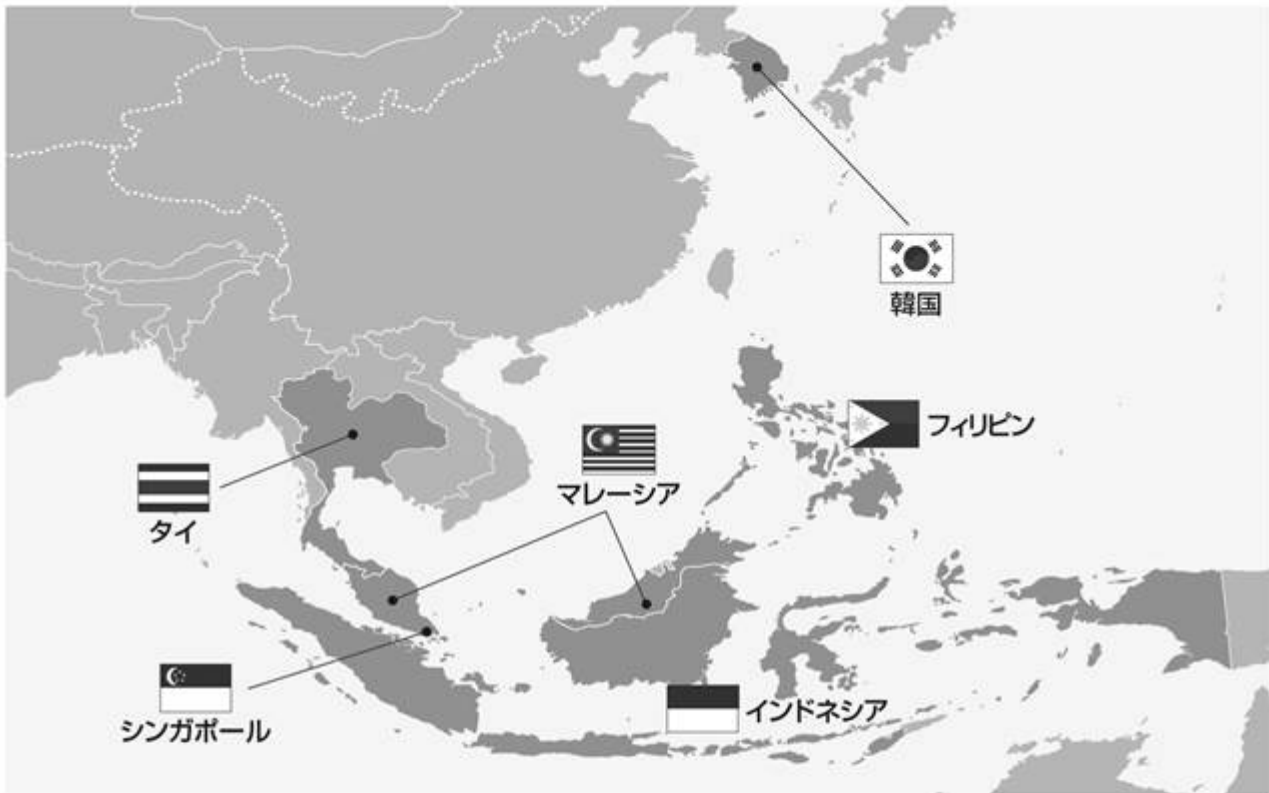 韓国
フィリピン
マレーシア
タイ
シンガポール
インドネシア